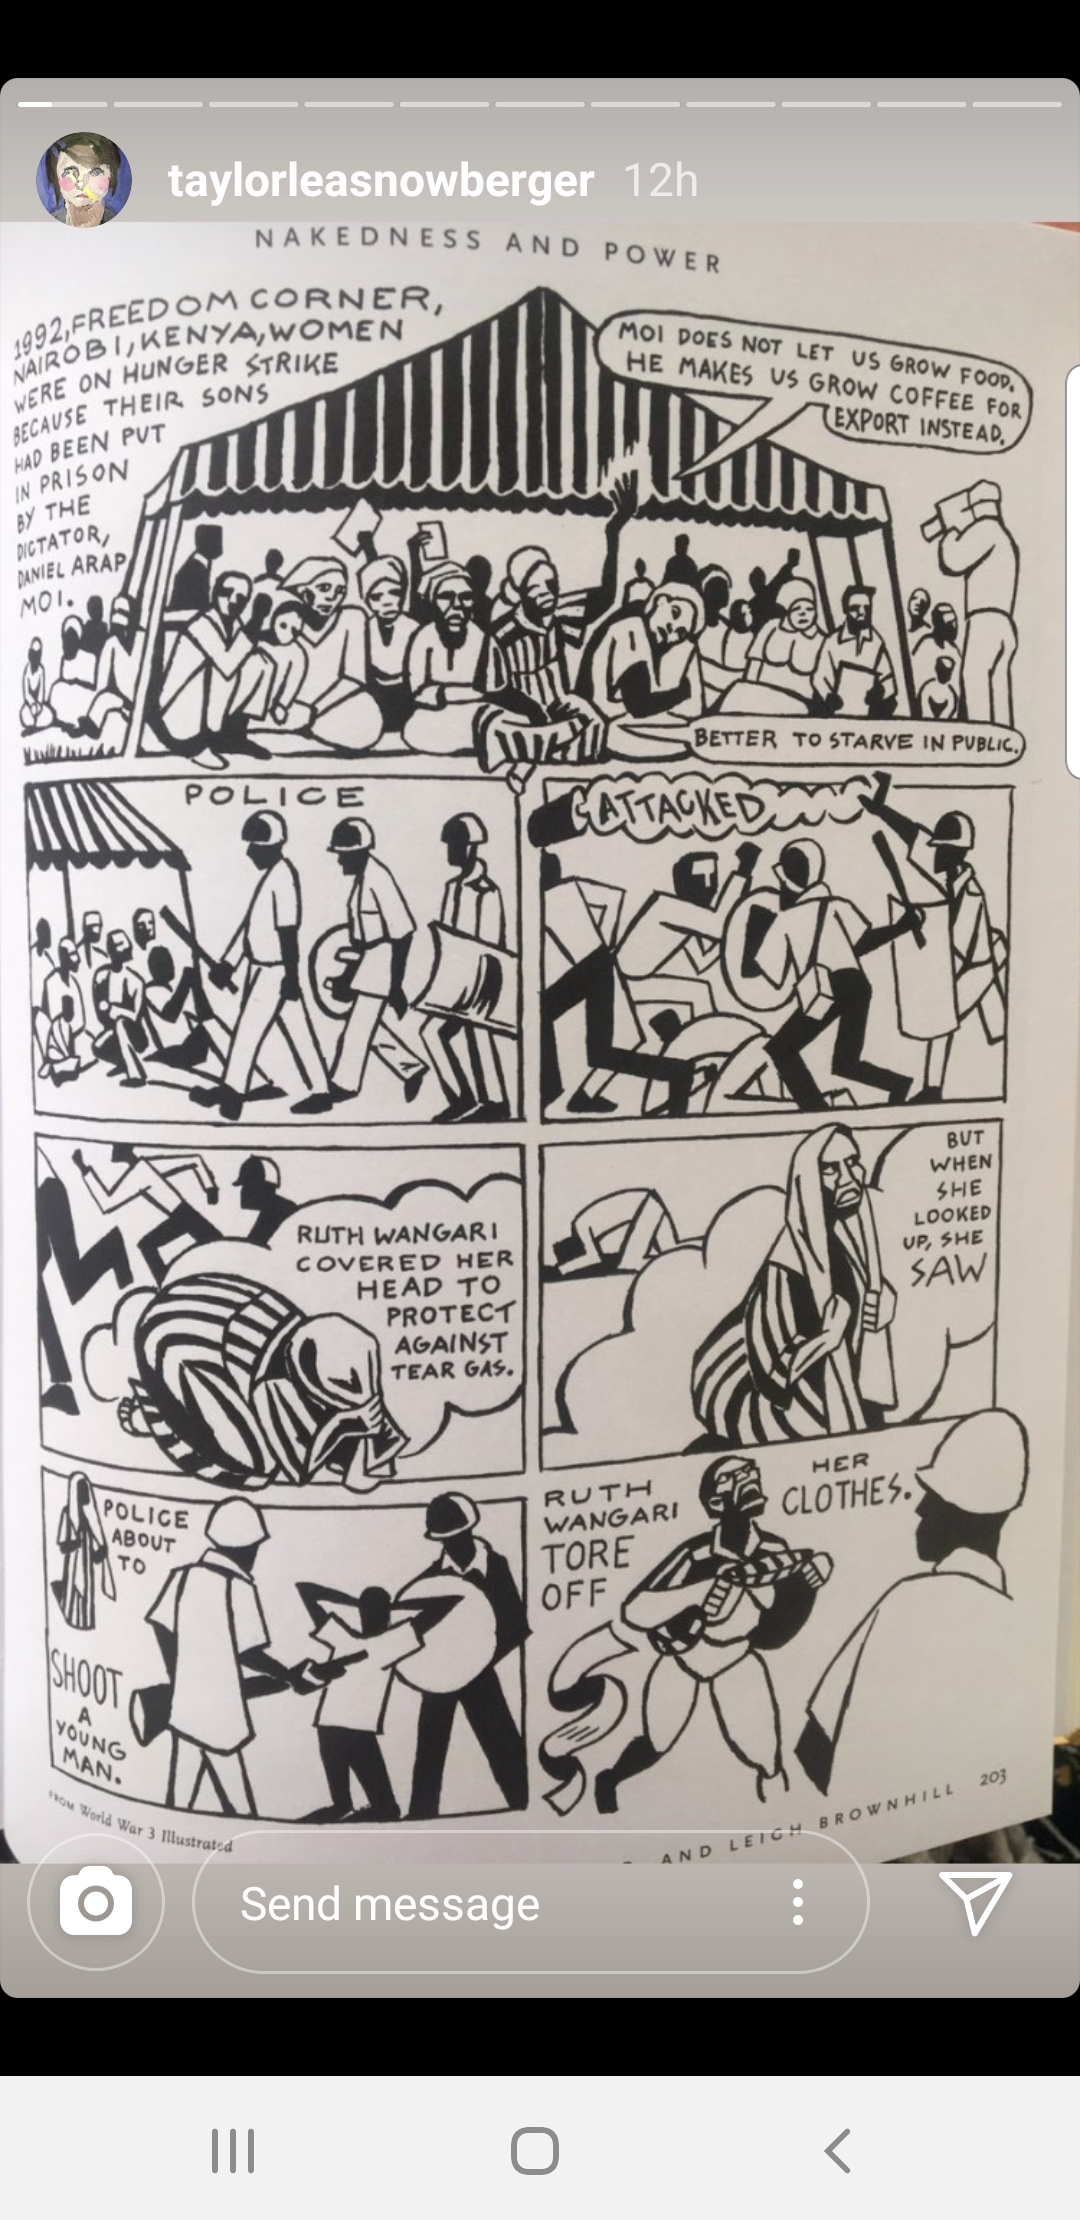 taylorleasnowberger 12h
NAKEDNESS AND POWER
1992, FREEDOM CORNER,
NAIROBI, KENYA, WOMEN
WERE ON HUNGER STRIKE
BECAUSE THEIR SONS
HAD BEEN PUT
IN PRISON
BY THE
DICTATOR,
DANIEL ARAP
MOI.
MOI DOES NOT LET US GROW FOOD.
HE MAKES US GROW COFFEE FOR
EXPORT INSTEAD.
BETTER TO STARVE IN PUBLIC.
POLICE
ATTACKED
RUTH WANGARI
COVERED HER
HEAD TO
PROTECT
AGAINST
TEAR GAS.
BUT
WHEN
SHE
LOOKED
UP, SHE
SAW
POLICE
ABOUT
TO
SHOOT
A
YOUNG
MAN.
RUTH
WANGARI
TORE
OFF
HER
CLOTHES.
FROM World War 3 Illustrated
AND LEIGH BROWNHILL 203
Send message